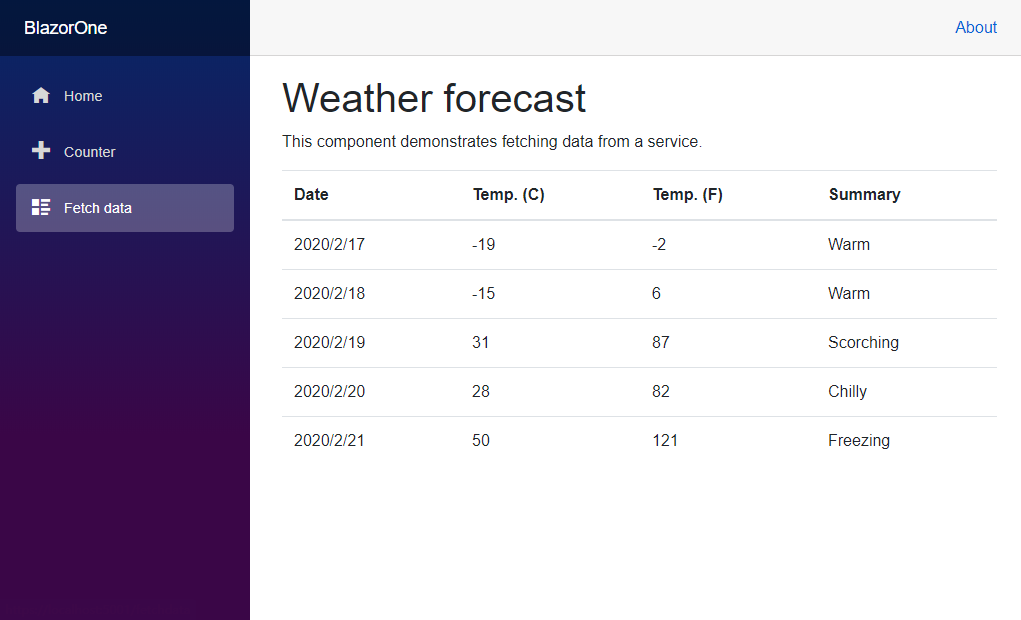 BlazorOne
About
Home
Counter
Fetch data
Weather forecast
This component demonstrates fetching data from a service.
Date Temp. (C) Temp. (F) Summary
2020/2/17 -19 -2 Warm
2020/2/18 -15 6 Warm
2020/2/19 31 87 Scorching
2020/2/20 28 82 Chilly
2020/2/21 50 121 Freezing